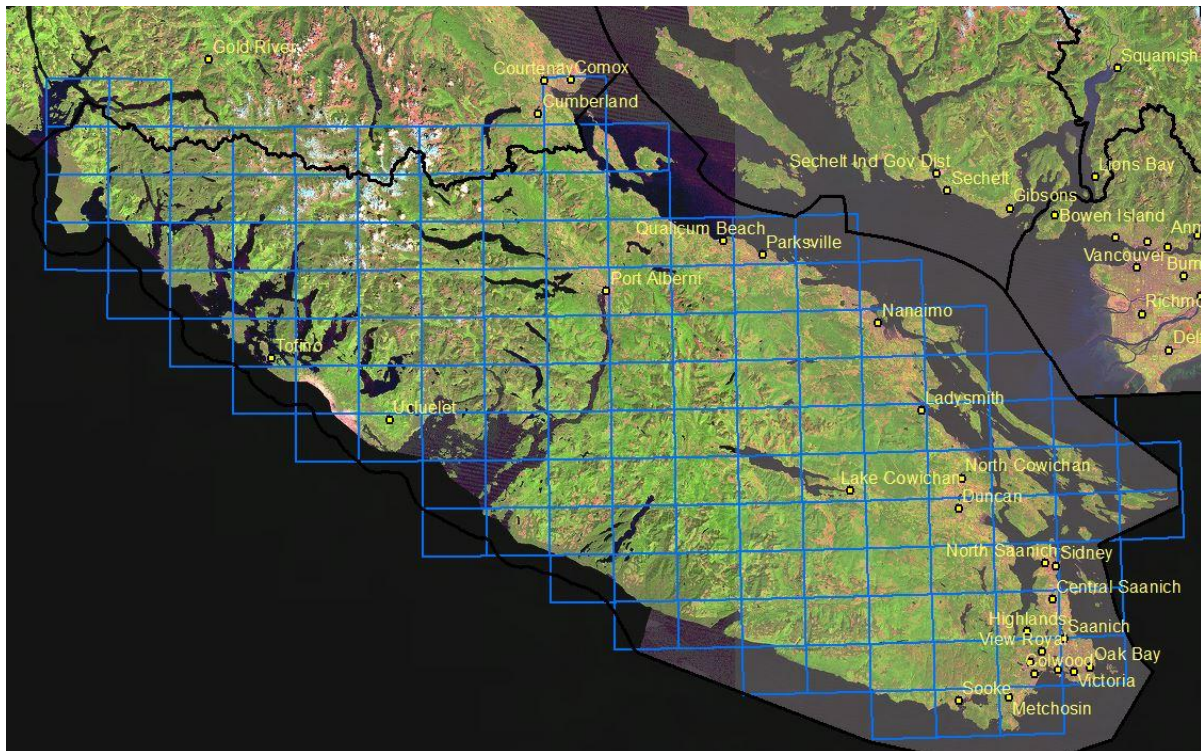 Gold River
Squamish
Courtenay
Comox
Cumberland
Sechelt Ind Gov Dist
Lions Bay
Sechelt
Gibsons
Bowen Island
Qualicum Beach
Parksville
Vancouver
Port Alberni
Nanaimo
Tofino
Ladysmith
Ucluelet
North Cowichan
Lake Cowichan
Duncan
North Saanich
Sidney
Central Saanich
Highlands
Saanich
View Royal
Oak Bay
Colwood
Victoria
Sooke
Metchosin